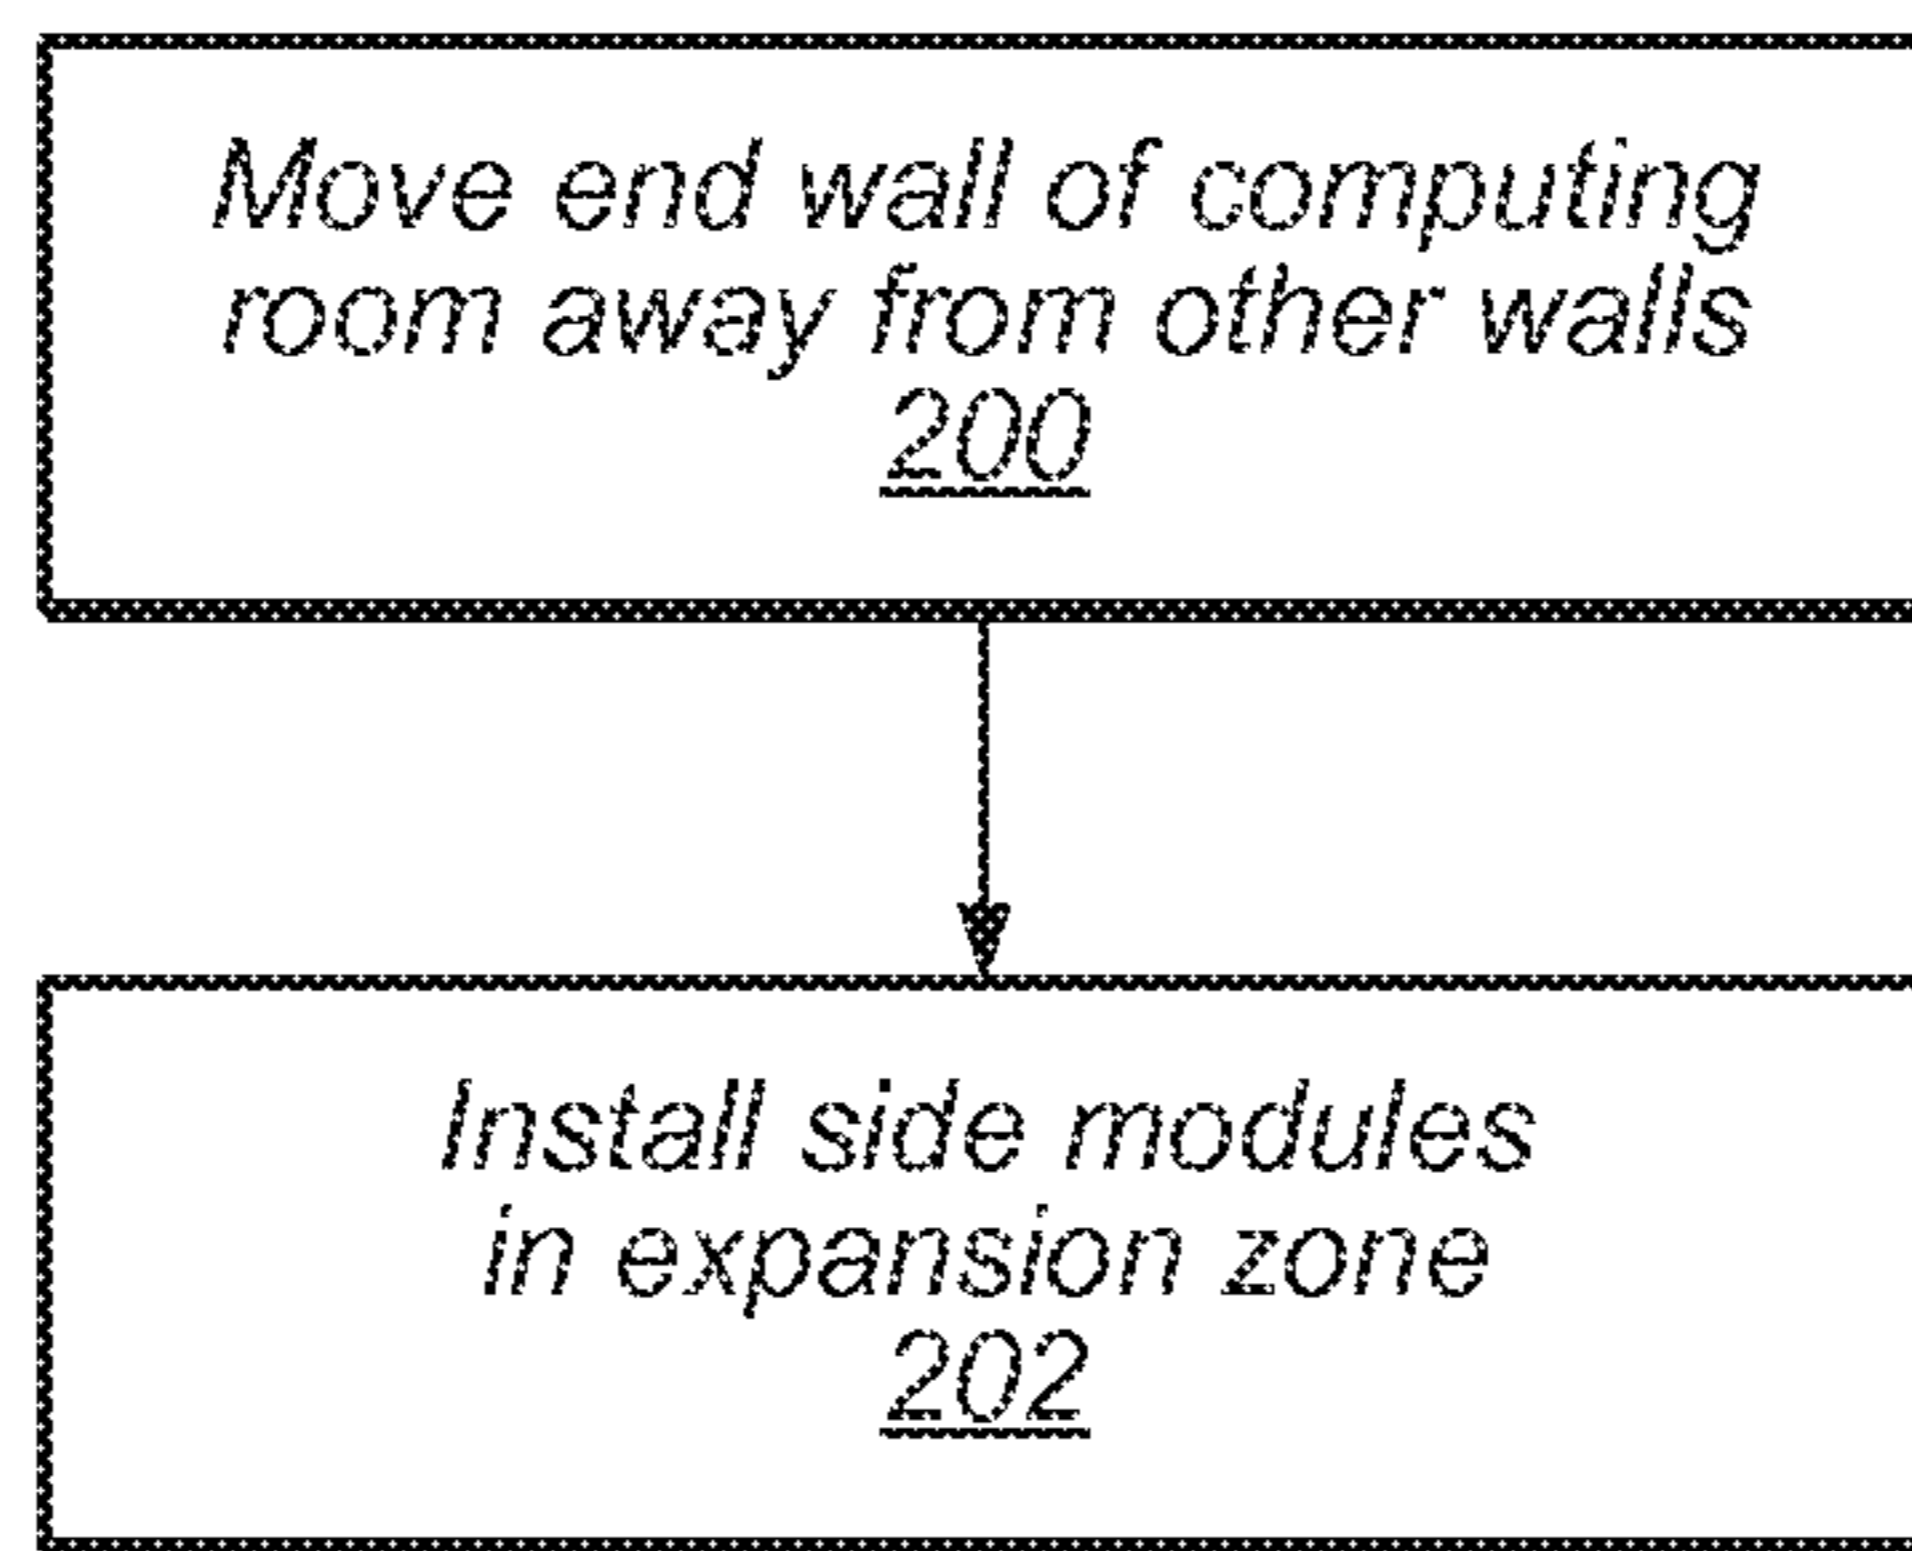 Move end wall of computing
room away from other walls
200
Install side modules
in expansion zone
202